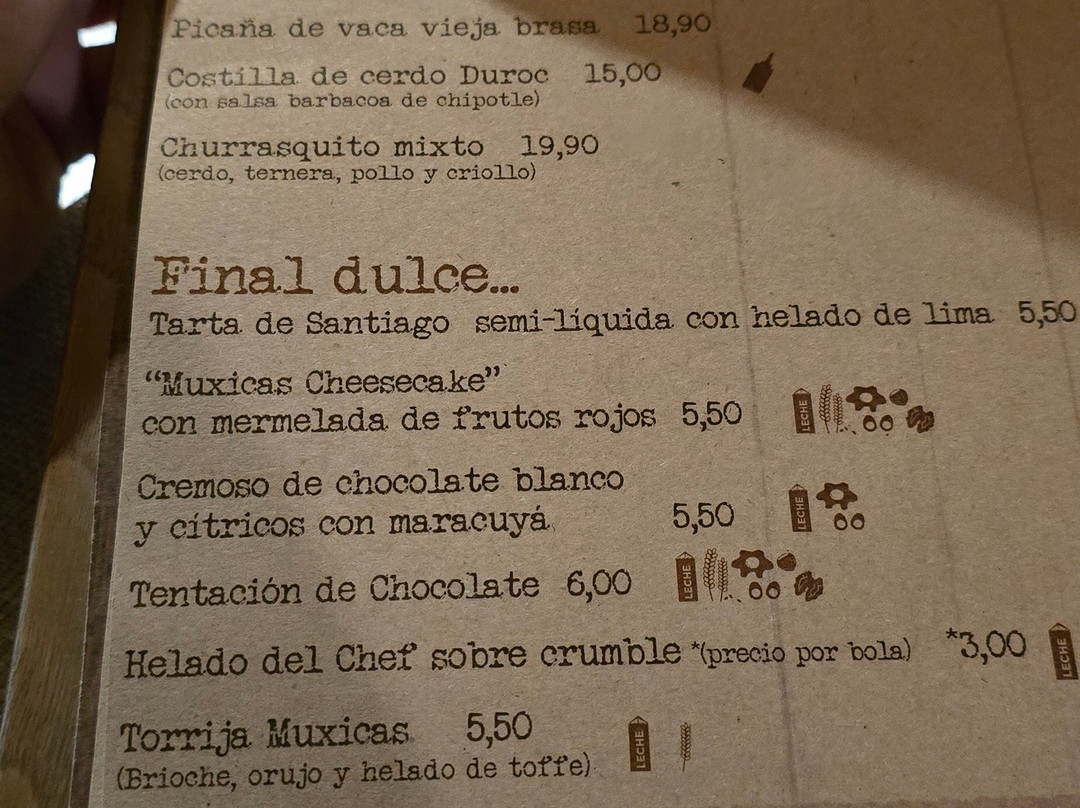 Picaña de vaca vieja brasa 18,90
Costilla de cerdo Duroc 15,00
(con salsa barbacoa de chipotle)
Churrasquito mixto 19,90
(cerdo, ternera, pollo y criollo)
Final dulce...
Tarta de Santiago semi-líquida con helado de lima 5,50
“Muxicas Cheesecake”
con mermelada de frutos rojos 5,50 LECHE
Cremoso de chocolate blanco
y cítricos con maracuyá 5,50 LECHE
Tentación de Chocolate 6,00 LECHE
Helado del Chef sobre crumble *(precio por bola) *3,00 LECHE
Torrija Muxicas 5,50 LECHE
(Brioche, orujo y helado de toffe)